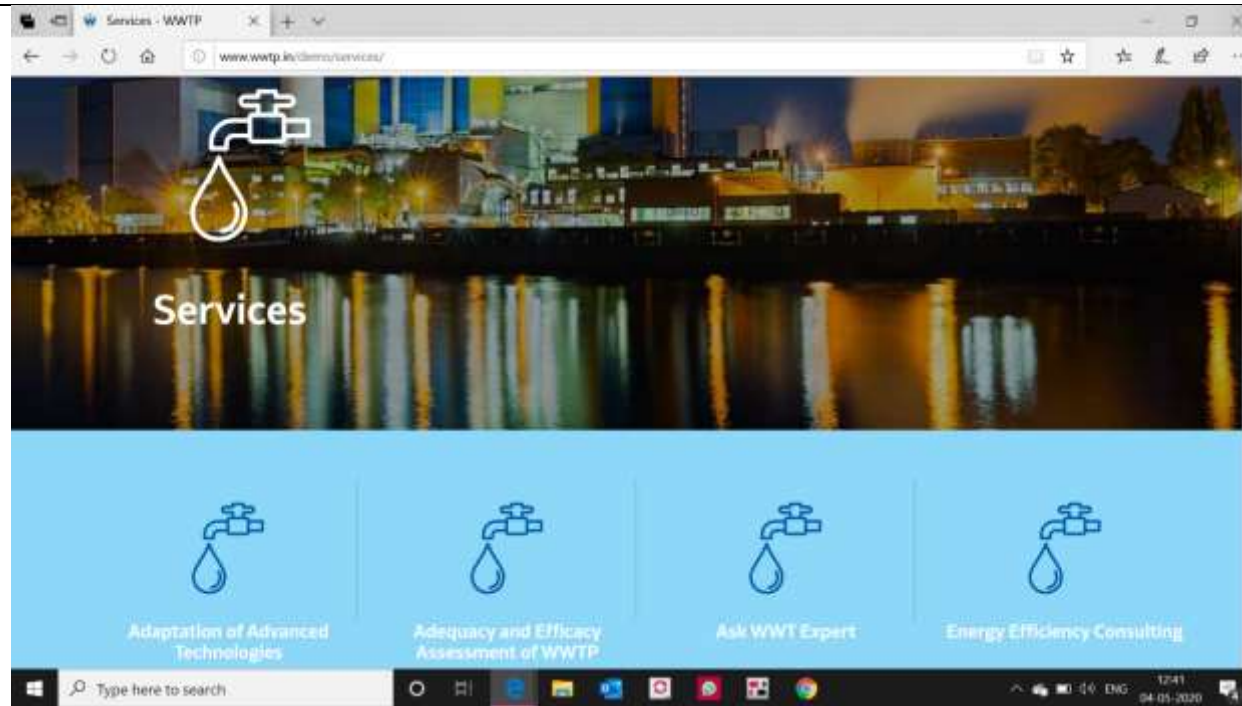 Services - WWTP
www.wwtp.in/demo/services/
Services
Adaptation of Advanced
Technologies
Adequacy and Efficacy
Assessment of WWTP
Ask WWT Expert
Energy Efficiency Consulting
Type here to search
ENG
12:41
04-05-2020
4